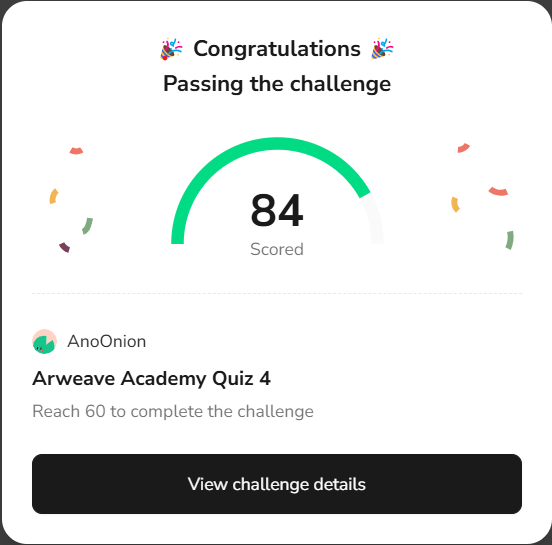 🎉 Congratulations 🎉
Passing the challenge
84
Scored
AnoOnion
Arweave Academy Quiz 4
Reach 60 to complete the challenge
View challenge details